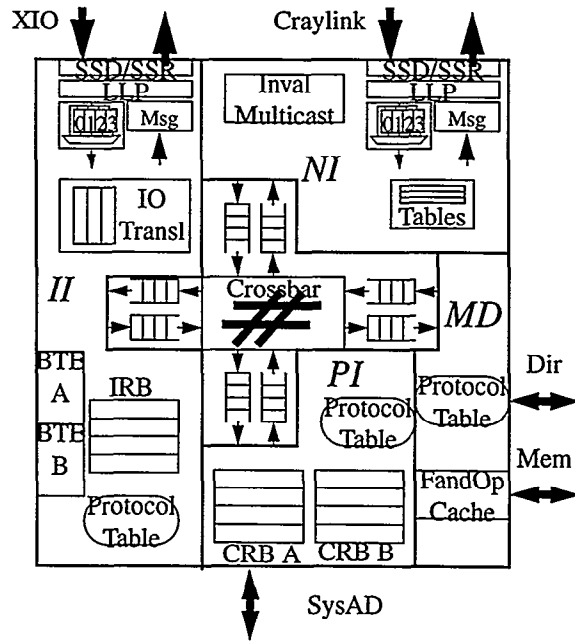 XIO
Craylink
SSD/SSR
SSD/SSR
LLP
LLP
0123
Msg
Inval
Multicast
0123
Msg
NI
IO
Transl
Tables
Crossbar
II
MD
PI
Dir
BTE
A
IRB
Protocol
Table
Protocol
Table
BTE
B
Mem
FandOp
Cache
Protocol
Table
CRB A
CRB B
SysAD